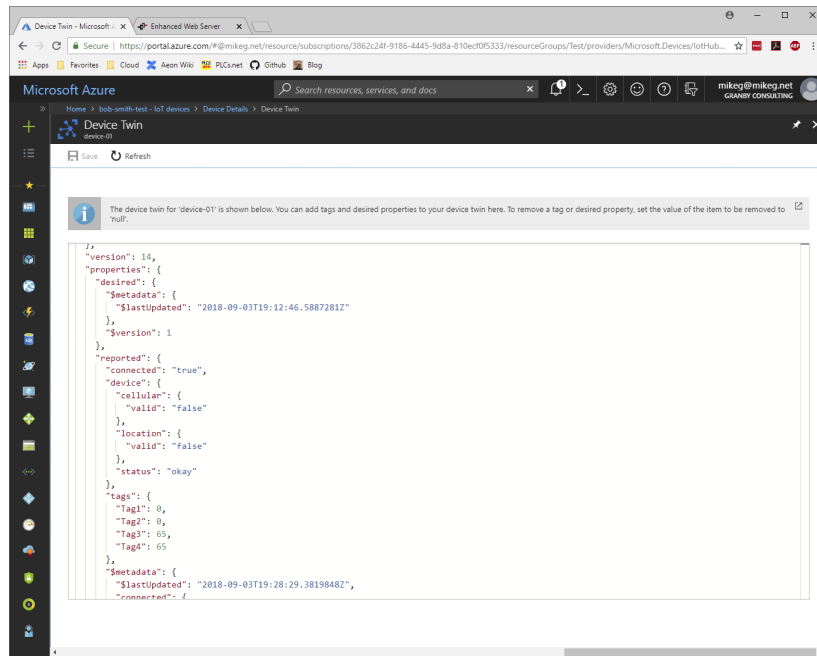 Device Twin - Microsoft A
Enhanced Web Server
Secure | https://portal.azure.com/#@mikeg.net/resource/subscriptions/3862c24f-9186-4445-9d8a-810ecf0f5333/resourceGroups/Test/providers/Microsoft.Devices/IotHub...
Apps Favorites Cloud Aeon Wiki PLCs.net Github Blog
Microsoft Azure
Search resources, services, and docs
1
mikeg@mikeg.net
GRANBY CONSULTING
Home > bob-smith-test - IoT devices > Device Details > Device Twin
Device Twin
device-01
Save Refresh
The device twin for 'device-01' is shown below. You can add tags and desired properties to your device twin here. To remove a tag or desired property, set the value of the item to be removed to
'null'.
},
"version": 14,
"properties": {
"desired": {
"$metadata": {
"$lastUpdated": "2018-09-03T19:12:46.5887281Z"
},
"$version": 1
},
"reported": {
"connected": "true",
"device": {
"cellular": {
"valid": "false"
},
"location": {
"valid": "false"
},
"status": "okay"
},
"tags": {
"Tag1": 0,
"Tag2": 0,
"Tag3": 65,
"Tag4": 65
},
"$metadata": {
"$lastUpdated": "2018-09-03T19:28:29.3819848Z",
"connected": {